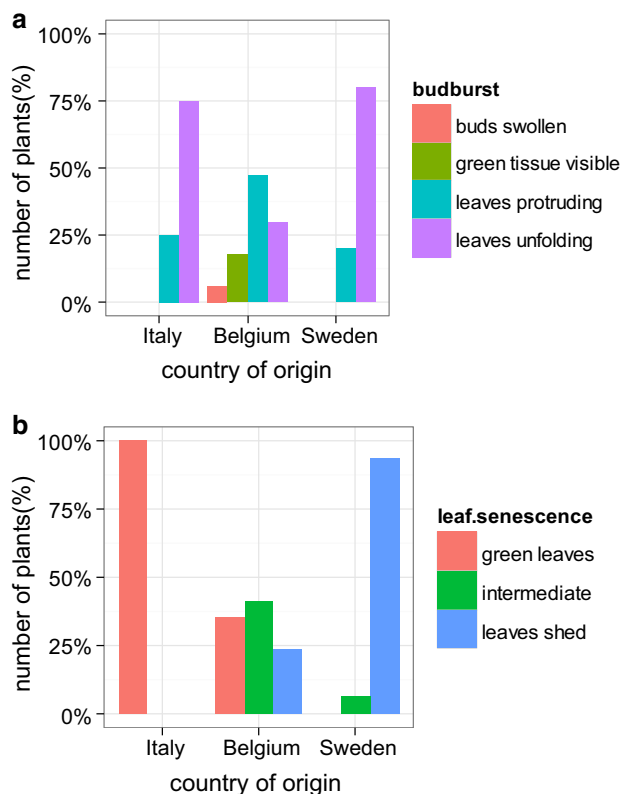 a
100%
75%
50%
25%
0%
number of plants(%)
Italy Belgium Sweden
country of origin
budburst
buds swollen
green tissue visible
leaves protruding
leaves unfolding
b
100%
75%
50%
25%
0%
number of plants(%)
Italy Belgium Sweden
country of origin
leaf.senescence
green leaves
intermediate
leaves shed